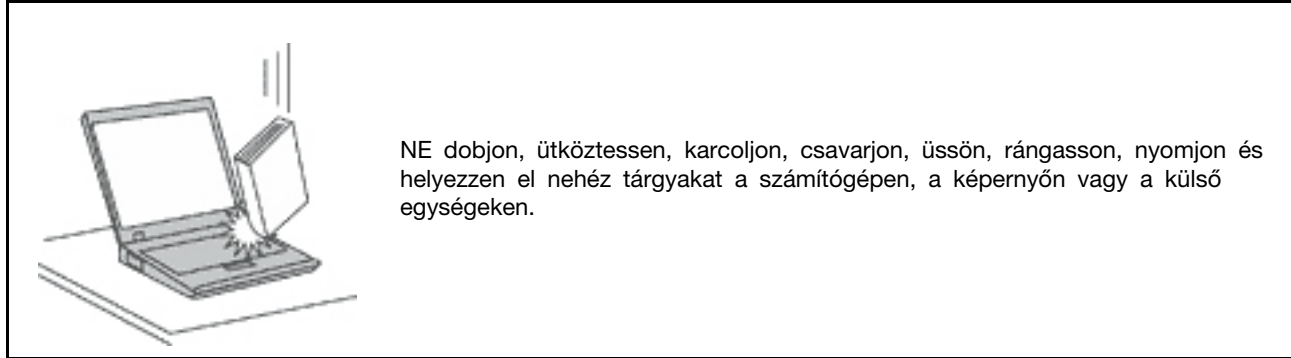 NE dobjon, ütköztessen, karcoljon, csavarjon, üssön, rángasson, nyomjon és
helyezzen el nehéz tárgyakat a számítógépen, a képernyőn vagy a külső
egységeken.